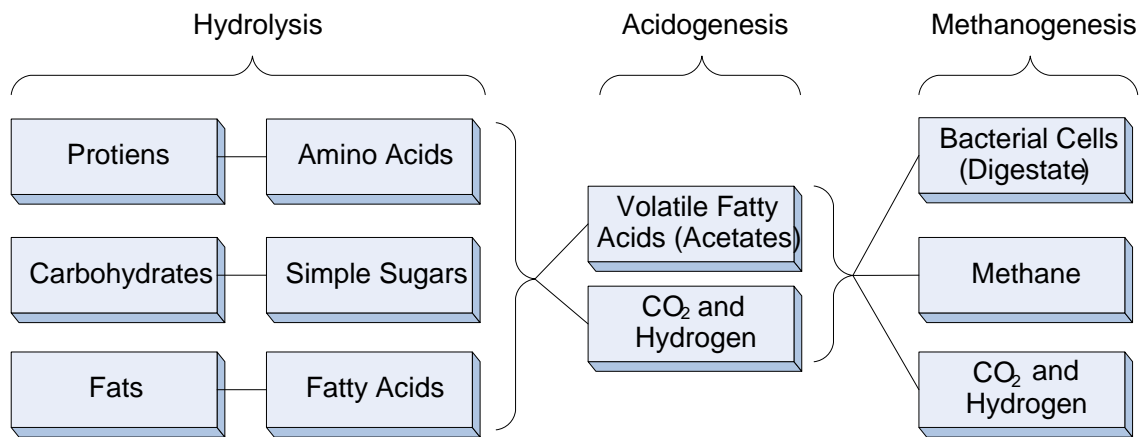 Hydrolysis
Acidogenesis
Methanogenesis
Protiens
Amino Acids
Carbohydrates
Simple Sugars
Fats
Fatty Acids
Volatile Fatty
Acids (Acetates)
CO₂ and
Hydrogen
Bacterial Cells
(Digestate)
Methane
CO₂ and
Hydrogen